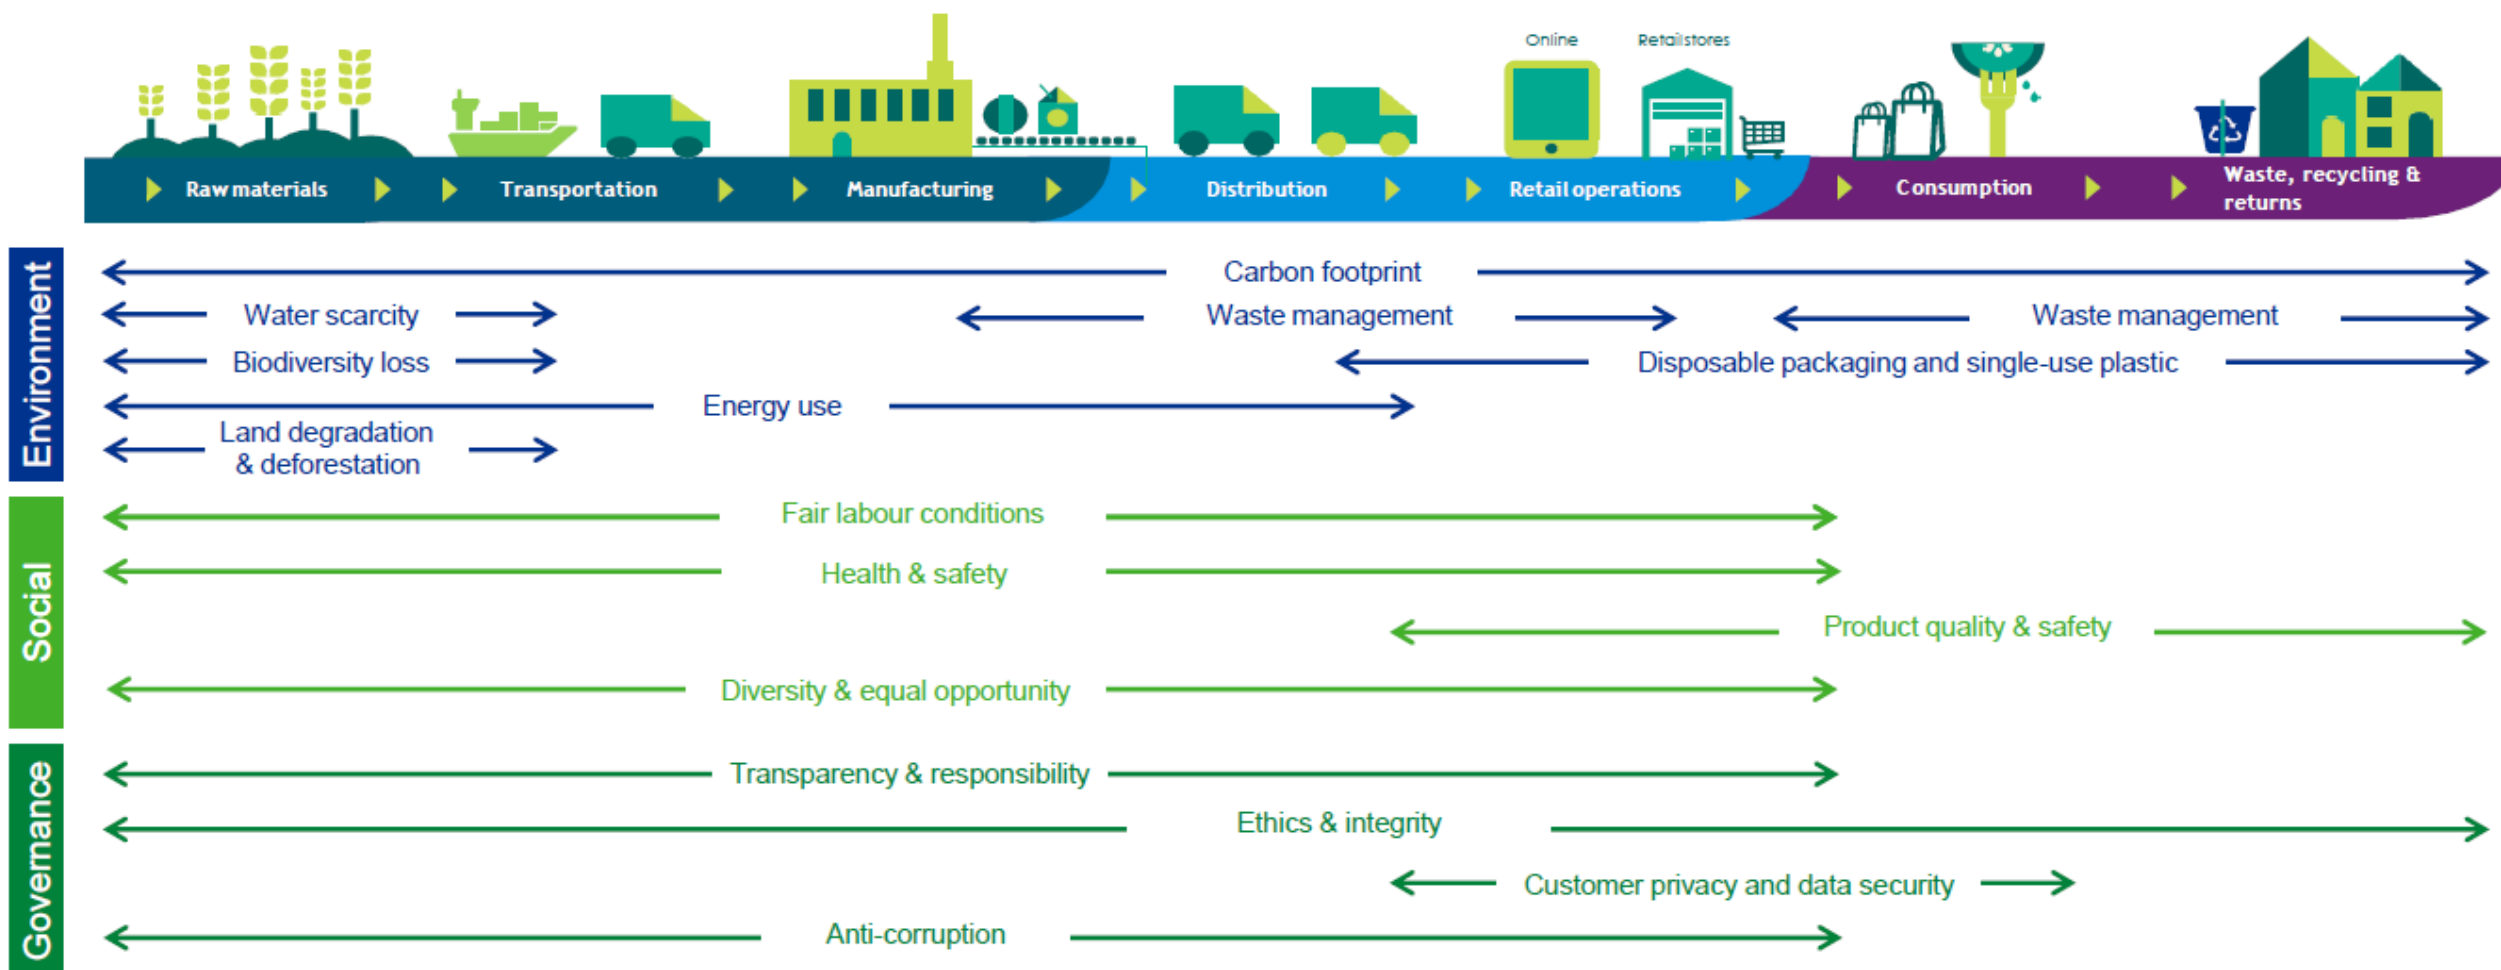 Online
Retailstores
Raw materials
Transportation
Manufacturing
Distribution
Retail operations
Consumption
Waste, recycling &
returns
Environment
Carbon footprint
Water scarcity
Waste management
Waste management
Biodiversity loss
Disposable packaging and single-use plastic
Energy use
Land degradation
& deforestation
Social
Fair labour conditions
Health & safety
Product quality & safety
Diversity & equal opportunity
Governance
Transparency & responsibility
Ethics & integrity
Customer privacy and data security
Anti-corruption